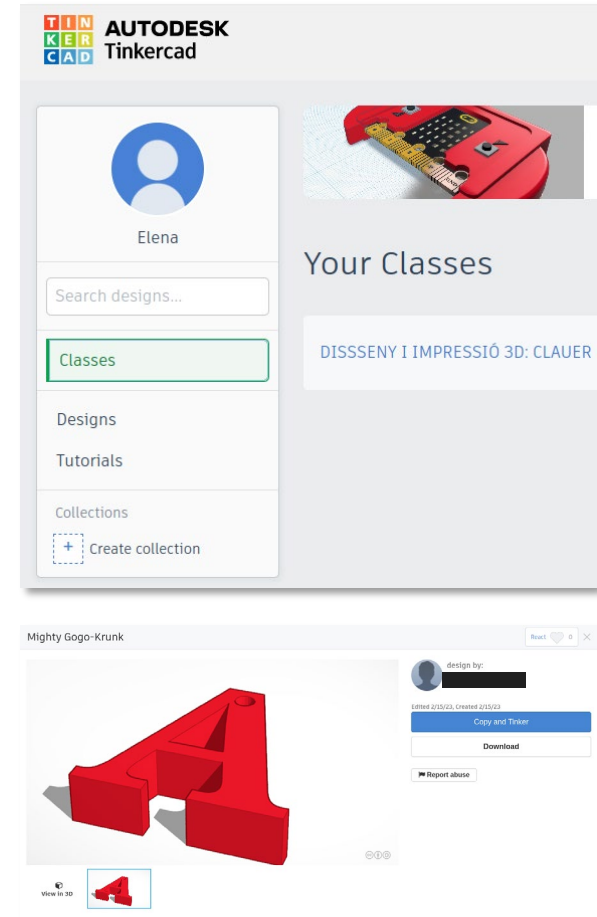 TIN
KER
CAD
AUTODESK
Tinkercad
Elena
Search designs...
Classes
Designs
Tutorials
Collections
+ Create collection
Your Classes
DISSSENY I IMPRESSIÓ 3D: CLAUER
Mighty Gogo-Krunk
React 0
design by:
Edited 2/15/23, Created 2/15/23
Copy and Tinker
Download
Report abuse
View in 3D